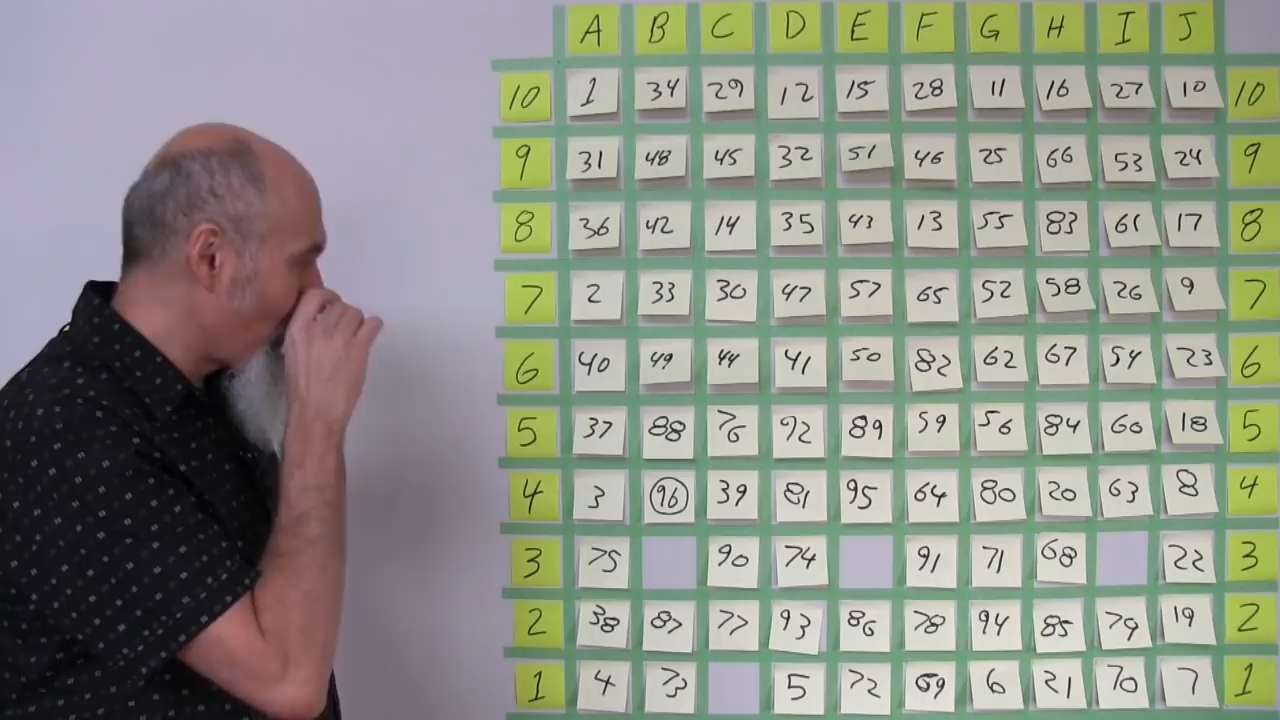 A B C D E F G H I J
10 1 34 29 12 15 28 11 16 27 10 10
9 31 48 45 32 51 46 25 66 53 24 9
8 36 42 14 35 43 13 55 83 61 17 8
7 2 33 30 47 57 65 52 58 26 9 7
6 40 49 44 41 50 82 62 67 54 23 6
5 37 88 76 92 89 59 56 84 60 18 5
4 3 96 39 81 95 64 80 20 63 8 4
3 75 90 74 91 71 68 22 3
2 38 87 77 93 86 78 94 85 79 19 2
1 4 73 5 72 69 6 21 70 7 1